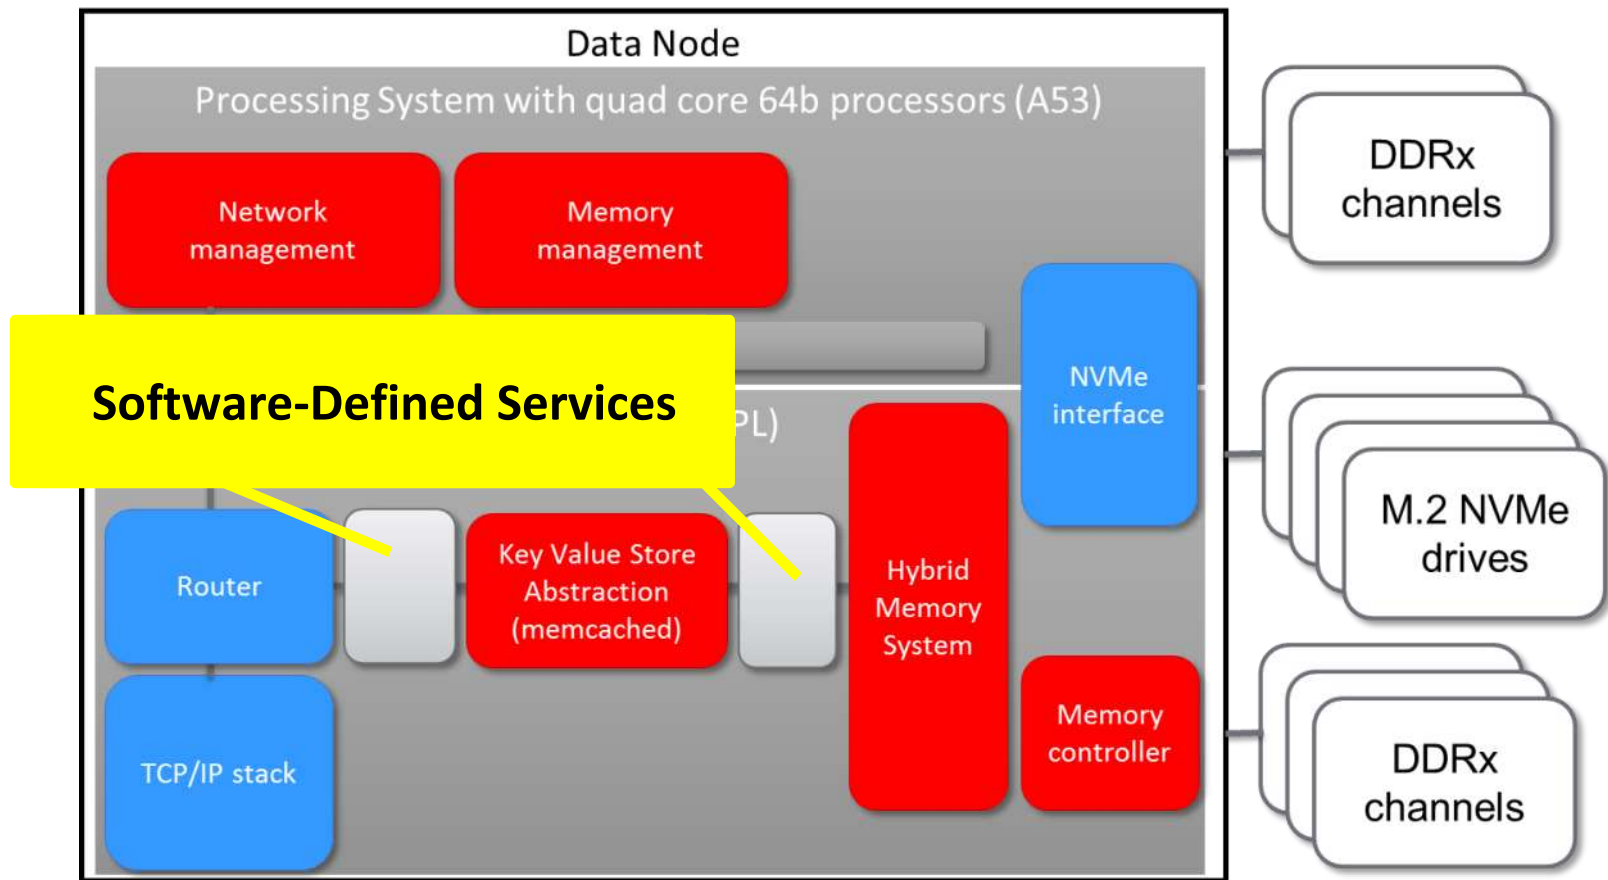 Data Node
Processing System with quad core 64b processors (A53)
Network
management
Memory
management
DDRx
channels
Software-Defined Services
PL)
NVMe
interface
M.2 NVMe
drives
Router
Key Value Store
Abstraction
(memcached)
Hybrid
Memory
System
TCP/IP stack
Memory
controller
DDRx
channels